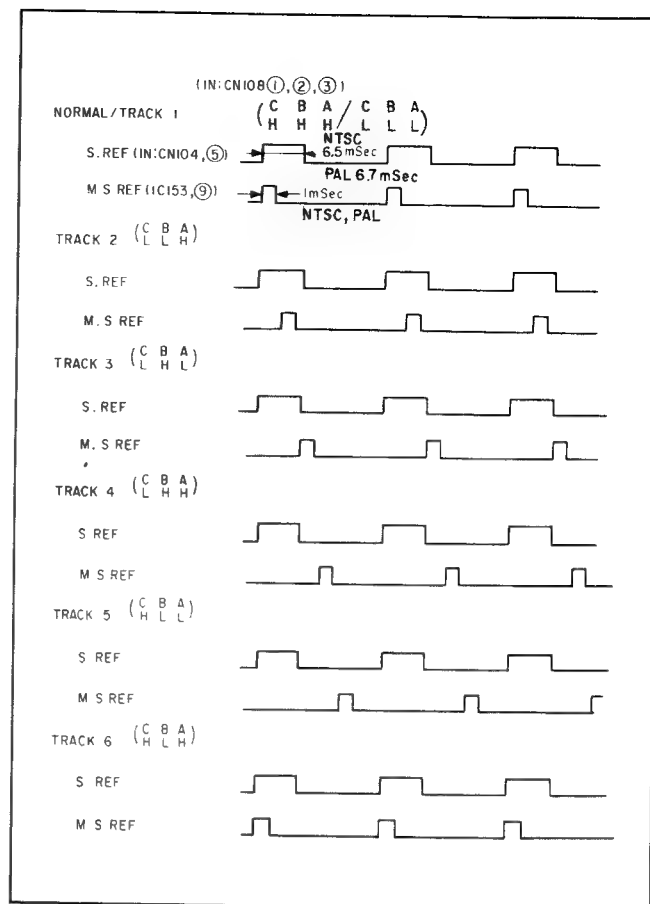 (IN:CN108①,②,③)
NORMAL/TRACK 1 ( C B A / C B A )
H H H L L L
NTSC
S.REF (IN:CN104,⑤) 6.5mSec
PAL 6.7mSec
M S REF(IC153,⑨) 1mSec
NTSC, PAL
TRACK 2 ( C B A )
L L H
S.REF
M.S REF
TRACK 3 ( C B A )
L H L
S.REF
M.S REF
TRACK 4 ( C B A )
L H H
S REF
M S REF
TRACK 5 ( C B A )
H L L
S REF
M S REF
TRACK 6 ( C B A )
H L H
S REF
M S REF